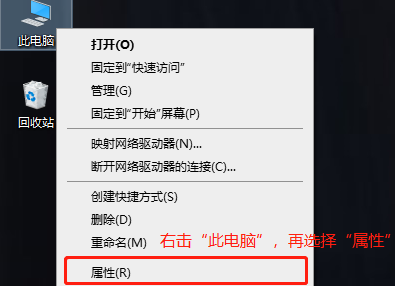 此电脑
回收站
打开(O)
固定到"快速访问"
管理(G)
固定到"开始"屏幕(P)
映射网络驱动器(N)...
断开网络驱动器的连接(C)...
创建快捷方式(S)
删除(D)
重命名(M)
右击“此电脑”，再选择“属性”
属性(R)